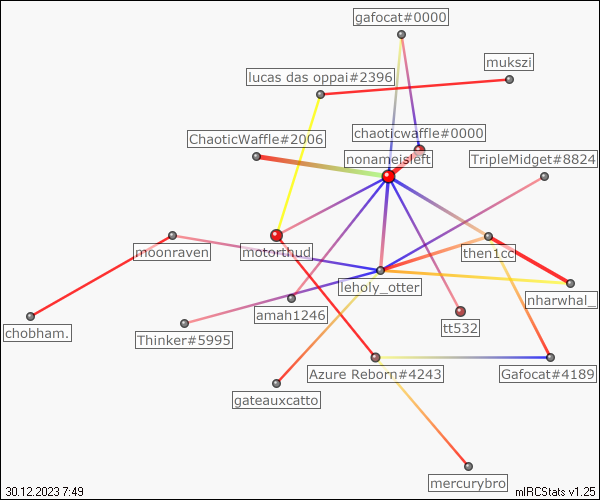 gafocat#0000
mukszi
lucas das oppai#2396
chaoticwaffle#0000
ChaoticWaffle#2006
nonameisleft
TripleMidget#8824
moonraven
motorthud
then1cc
leholy_otter
nharwhal_
amah1246
chobham.
Thinker#5995
tt532
Azure Reborn#4243
Gafocat#4189
gateauxcatto
mercurybro
30.12.2023 7:49
mIRCStats v1.25